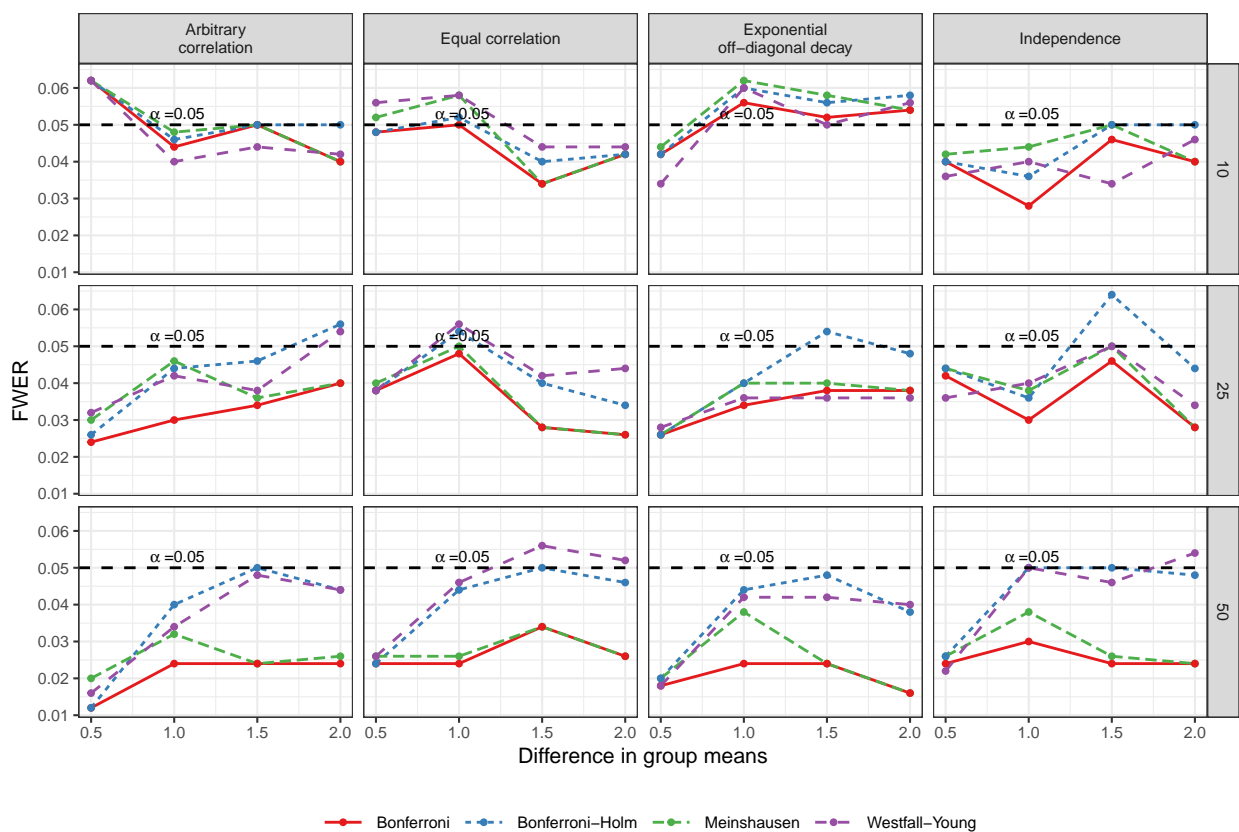 Arbitrary
correlation
Equal correlation
Exponential
off−diagonal decay
Independence
α =0.05
α =0.05
α =0.05
α =0.05
0.06
0.05
0.04
0.03
0.02
0.01
10
α =0.05
α =0.05
α =0.05
α =0.05
0.06
0.05
0.04
0.03
0.02
0.01
25
FWER
α =0.05
α =0.05
α =0.05
α =0.05
0.06
0.05
0.04
0.03
0.02
0.01
50
0.5 1.0 1.5 2.0 0.5 1.0 1.5 2.0 0.5 1.0 1.5 2.0 0.5 1.0 1.5 2.0
Difference in group means
Bonferroni Bonferroni−Holm Meinshausen Westfall−Young